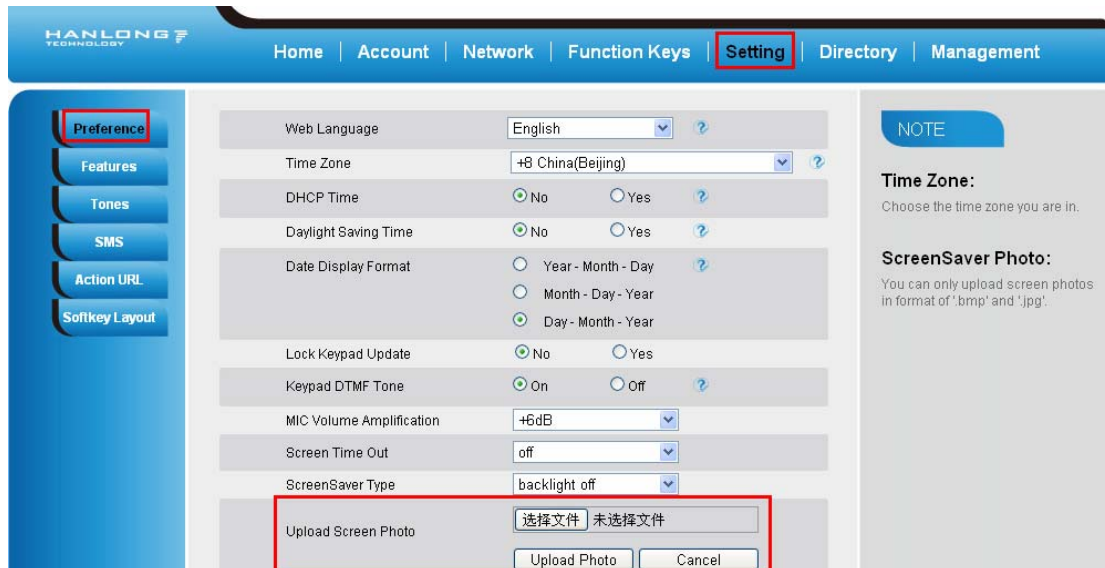 HANLONG
TECHNOLOGY
Home | Account | Network | Function Keys | Setting | Directory | Management
Preference
Features
Tones
SMS
Action URL
Softkey Layout
Web Language English ?
Time Zone +8 China(Beijing) ?
DHCP Time No Yes ?
Daylight Saving Time No Yes ?
Date Display Format Year - Month - Day ?
Month - Day - Year
Day - Month - Year
Lock Keypad Update No Yes
Keypad DTMF Tone On Off ?
MIC Volume Amplification +6dB
Screen Time Out off
ScreenSaver Type backlight off
Upload Screen Photo 选择文件 未选择文件
Upload Photo Cancel
NOTE
Time Zone:
Choose the time zone you are in.
ScreenSaver Photo:
You can only upload screen photos
in format of '.bmp' and '.jpg'.